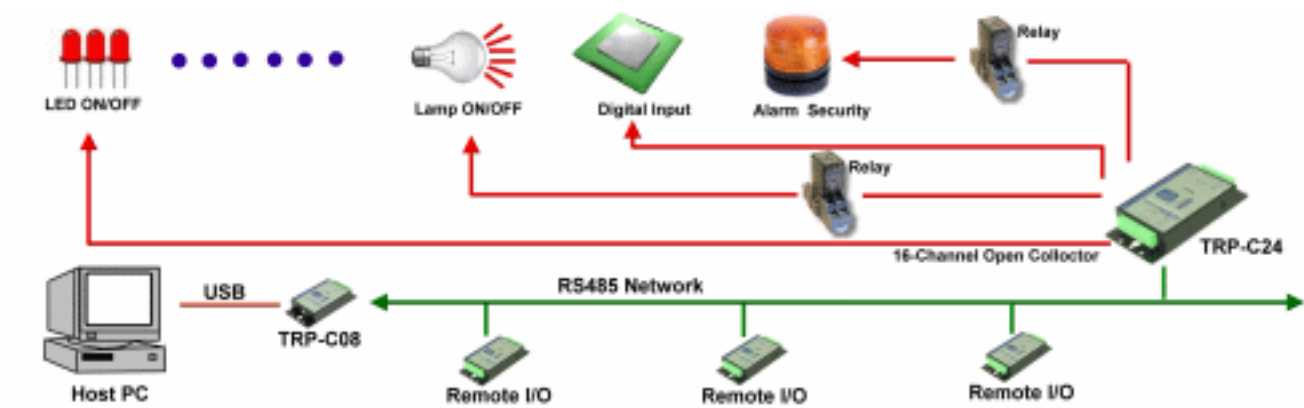 Relay
LED ON/OFF
Lamp ON/OFF
Digital Input
Alarm Security
Relay
16-Channel Open Colloctor
TRP-C24
USB
RS485 Network
TRP-C08
Host PC
Remote I/O
Remote I/O
Remote I/O